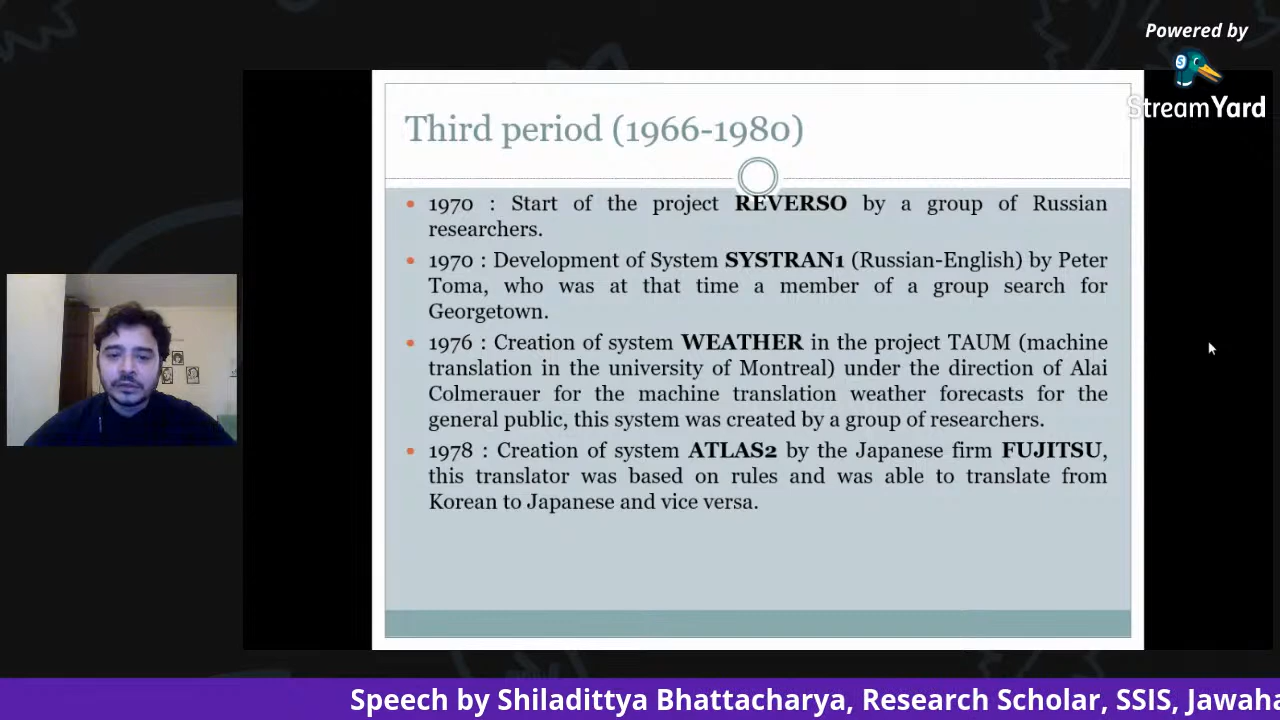 Powered by
StreamYard
Third period (1966-1980)
• 1970 : Start of the project REVERSO by a group of Russian
researchers.
• 1970 : Development of System SYSTRAN1 (Russian-English) by Peter
Toma, who was at that time a member of a group search for
Georgetown.
• 1976 : Creation of system WEATHER in the project TAUM (machine
translation in the university of Montreal) under the direction of Alai
Colmerauer for the machine translation weather forecasts for the
general public, this system was created by a group of researchers.
• 1978 : Creation of system ATLAS2 by the Japanese firm FUJITSU,
this translator was based on rules and was able to translate from
Korean to Japanese and vice versa.
Speech by Shiladittya Bhattacharya, Research Scholar, SSIS, Jawaha